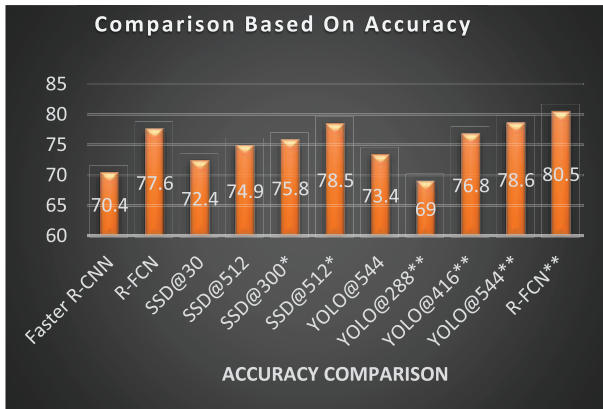 Comparison Based On Accuracy
85
80
75
70
65
60
70.4
77.6
72.4
74.9
75.8
78.5
73.4
69
76.8
78.6
80.5
Faster R-CNN
R-FCN
SSD@30
SSD@512
SSD@300*
SSD@512*
YOLO@544
YOLO@288**
YOLO@416**
YOLO@544**
R-FCN**
ACCURACY COMPARISON